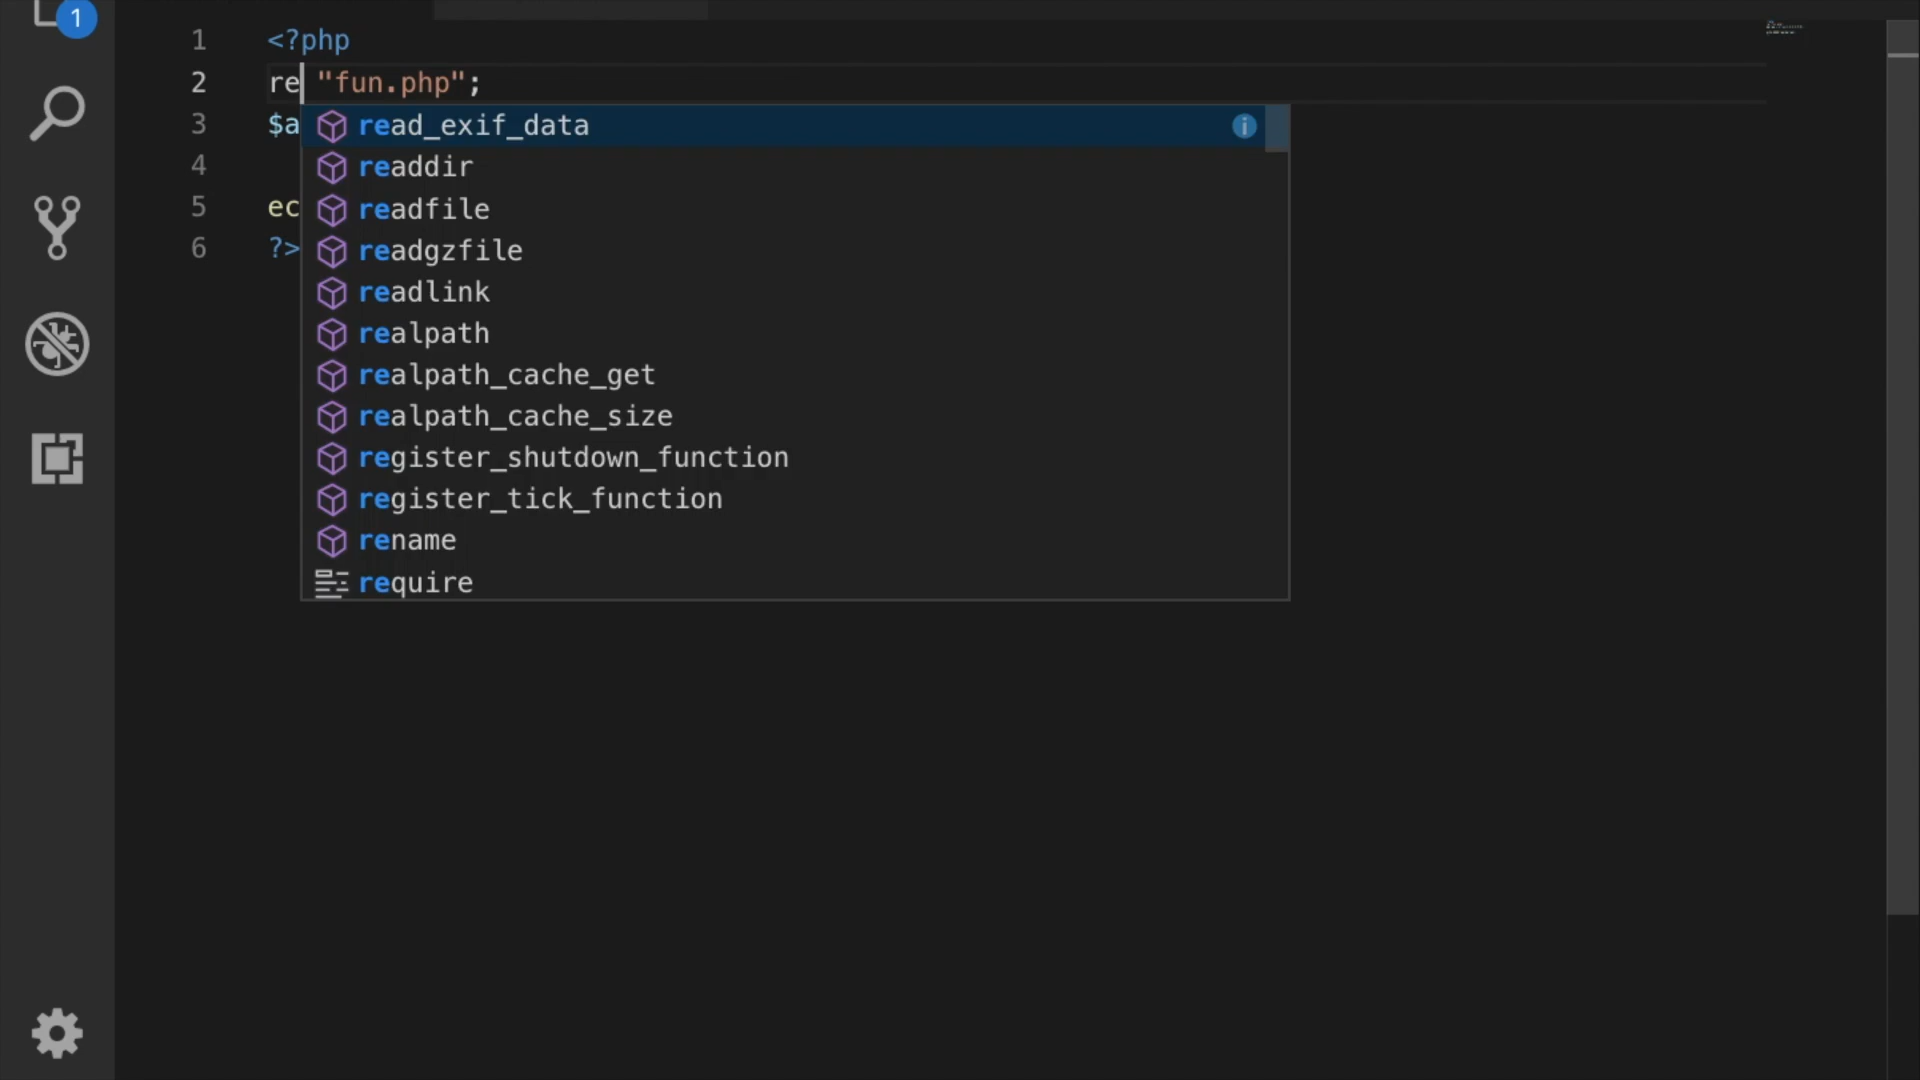 1
1 <?php
2 re "fun.php";
3 $a
4
5 ec
6 ?>
read_exif_data
readdir
readfile
readgzfile
readlink
realpath
realpath_cache_get
realpath_cache_size
register_shutdown_function
register_tick_function
rename
require